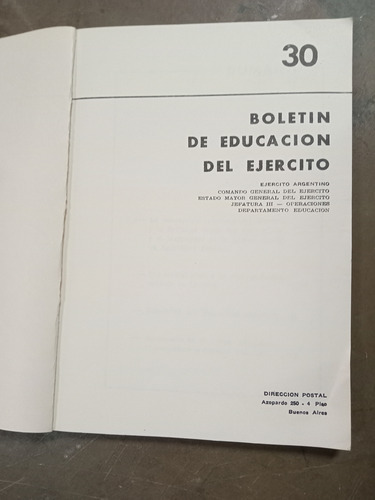 30
BOLETIN
DE EDUCACION
DEL EJERCITO
EJERCITO ARGENTINO
COMANDO GENERAL DEL EJERCITO
ESTADO MAYOR GENERAL DEL EJERCITO
JEFATURA III — OPERACIONES
DEPARTAMENTO EDUCACION
DIRECCION POSTAL
Azopardo 250 - 4 Piso
Buenos Aires